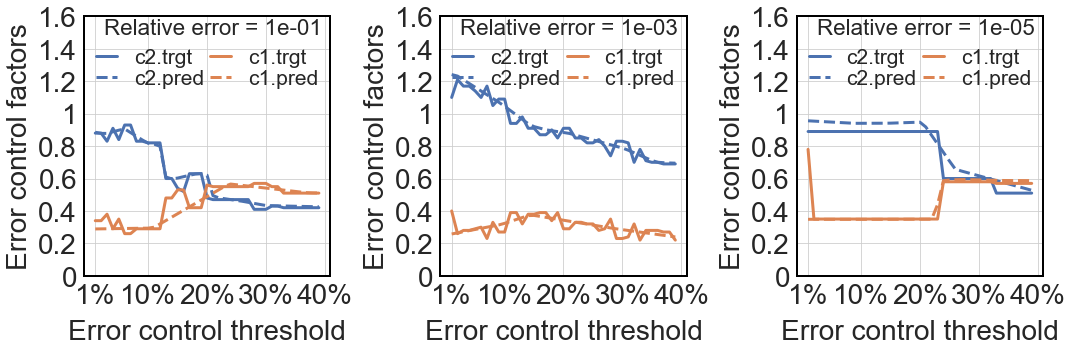 Error control factors
1.6
1.4
1.2
1
0.8
0.6
0.4
0.2
0
Relative error = 1e-01
c2.trgt c1.trgt
c2.pred c1.pred
1% 10% 20% 30% 40%
Error control threshold
Error control factors
1.6
1.4
1.2
1
0.8
0.6
0.4
0.2
0
Relative error = 1e-03
c2.trgt c1.trgt
c2.pred c1.pred
1% 10% 20% 30% 40%
Error control threshold
Error control factors
1.6
1.4
1.2
1
0.8
0.6
0.4
0.2
0
Relative error = 1e-05
c2.trgt c1.trgt
c2.pred c1.pred
1% 10% 20% 30% 40%
Error control threshold